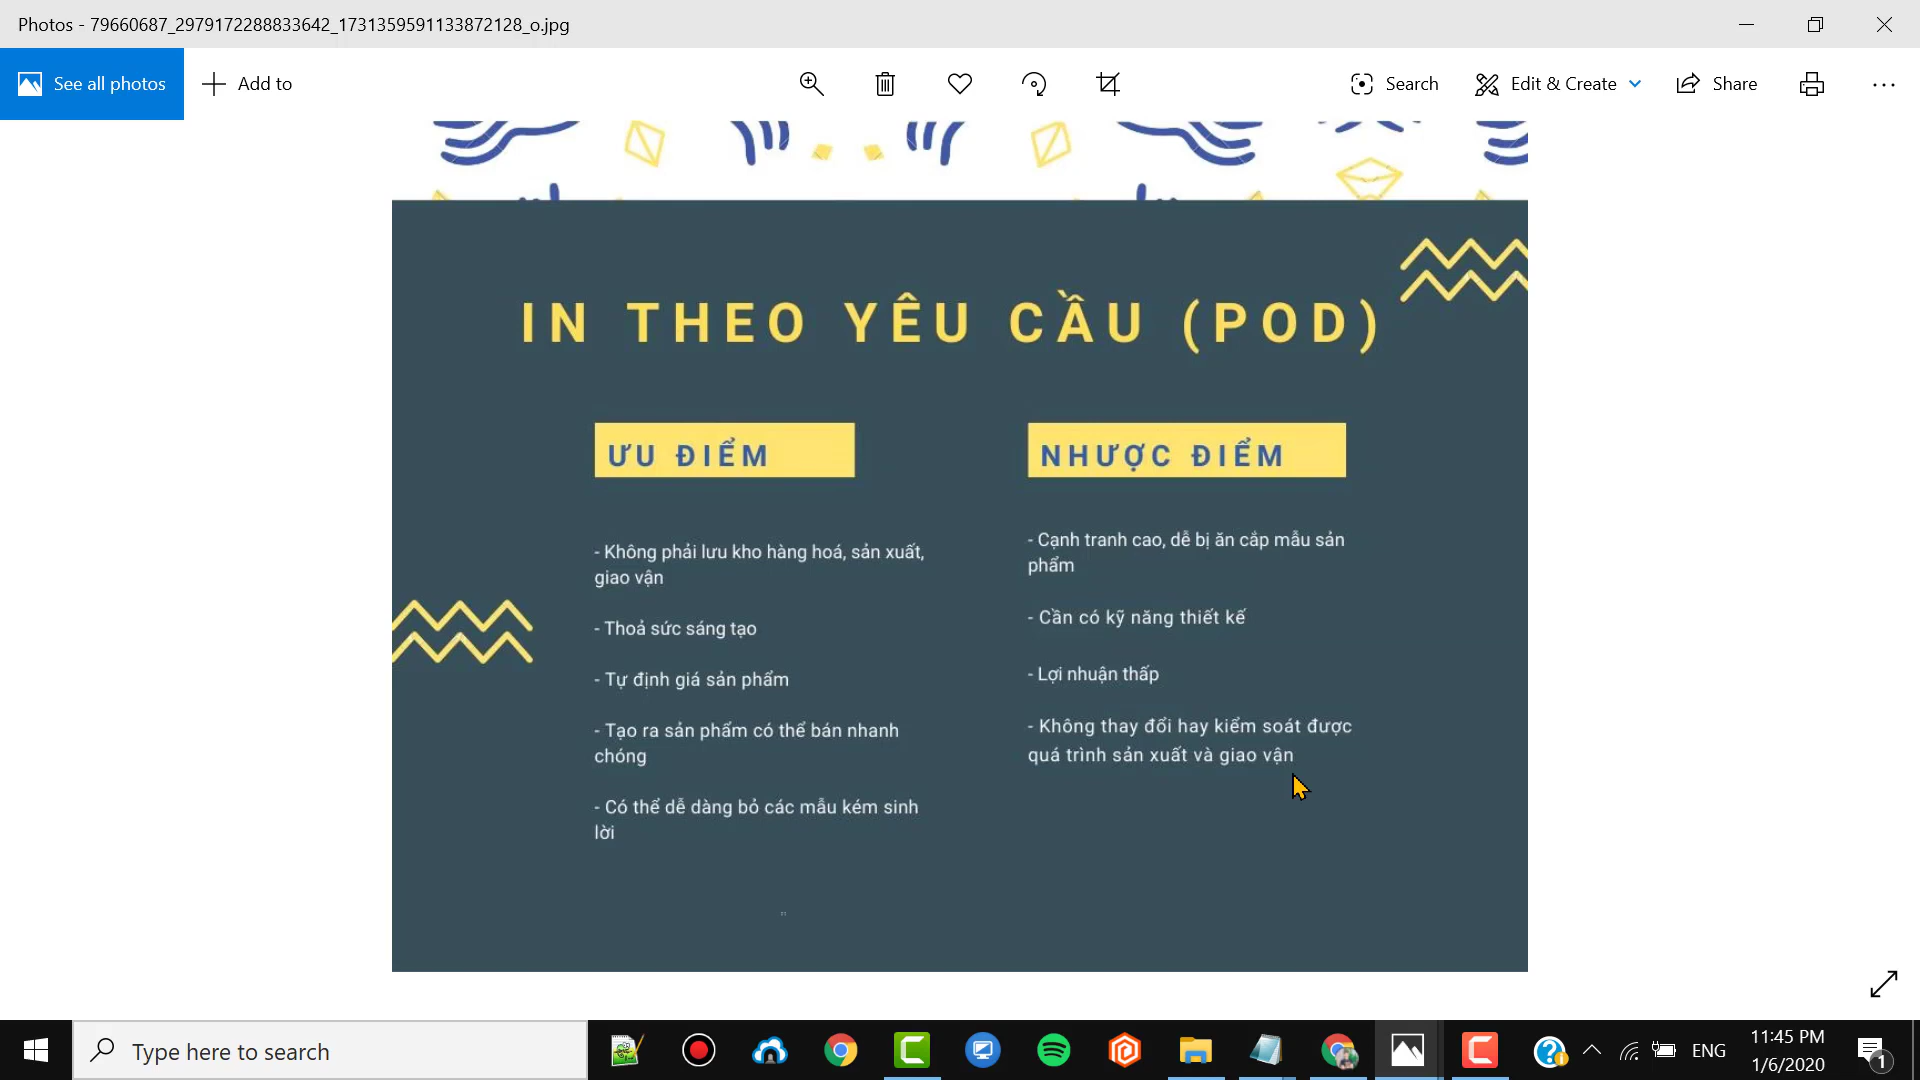 Photos - 79660687_2979172288833642_1731359591133872128_o.jpg
See all photos
Add to
Search
Edit & Create
Share
IN THEO YÊU CẦU (POD)
ƯU ĐIỂM
- Không phải lưu kho hàng hoá, sản xuất,
giao vận
- Thoả sức sáng tạo
- Tự định giá sản phẩm
- Tạo ra sản phẩm có thể bán nhanh
chóng
- Có thể dễ dàng bỏ các mẫu kém sinh
lời
NHƯỢC ĐIỂM
- Cạnh tranh cao, dễ bị ăn cắp mẫu sản
phẩm
- Cần có kỹ năng thiết kế
- Lợi nhuận thấp
- Không thay đổi hay kiểm soát được
quá trình sản xuất và giao vận
"
Type here to search
ENG
11:45 PM
1/6/2020
1